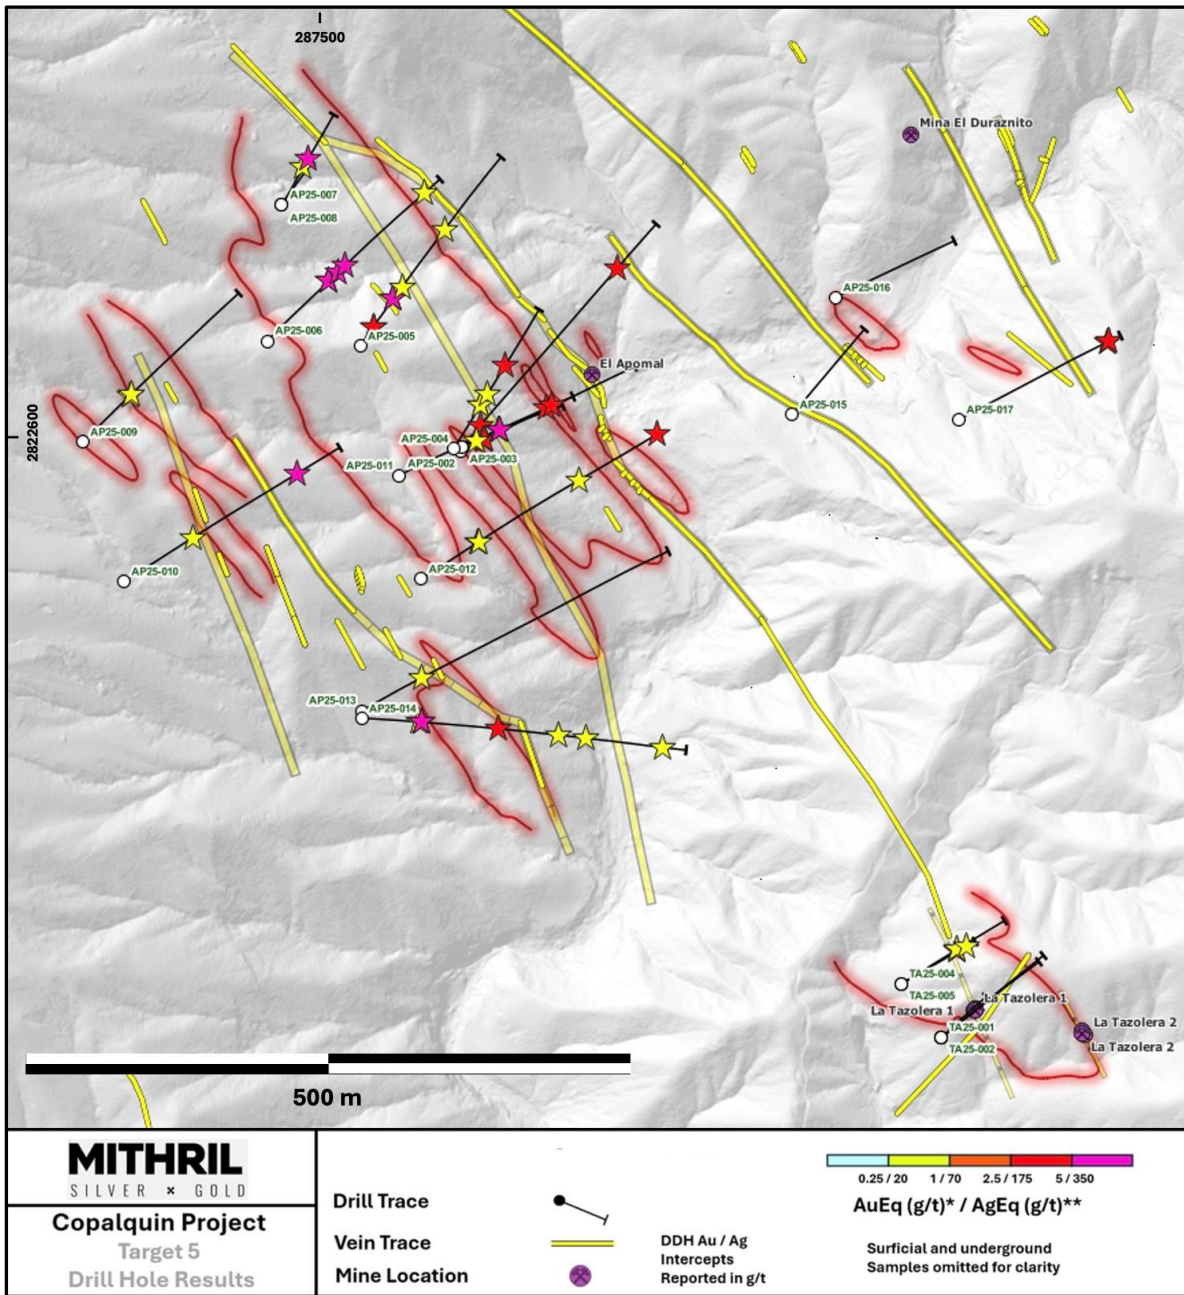 287500
Mina El Duraznito
AP25-007
AP25-008
AP25-016
AP25-006
AP25-005
El Apomal
AP25-015
AP25-017
2822600
AP25-009
AP25-004
AP25-003
AP25-011
AP25-002
AP25-010
AP25-012
AP25-013
AP25-014
TA25-004
TA25-005
La Tazolera 1
La Tazolera 1
TA25-001
TA25-002
La Tazolera 2
La Tazolera 2
500 m
MITHRIL
SILVER × GOLD
Copalquin Project
Target 5
Drill Hole Results
Drill Trace
Vein Trace
Mine Location
DDH Au / Ag
Intercepts
Reported in g/t
0.25 / 20 1 / 70 2.5 / 175 5 / 350
AuEq (g/t)* / AgEq (g/t)**
Surficial and underground
Samples omitted for clarity